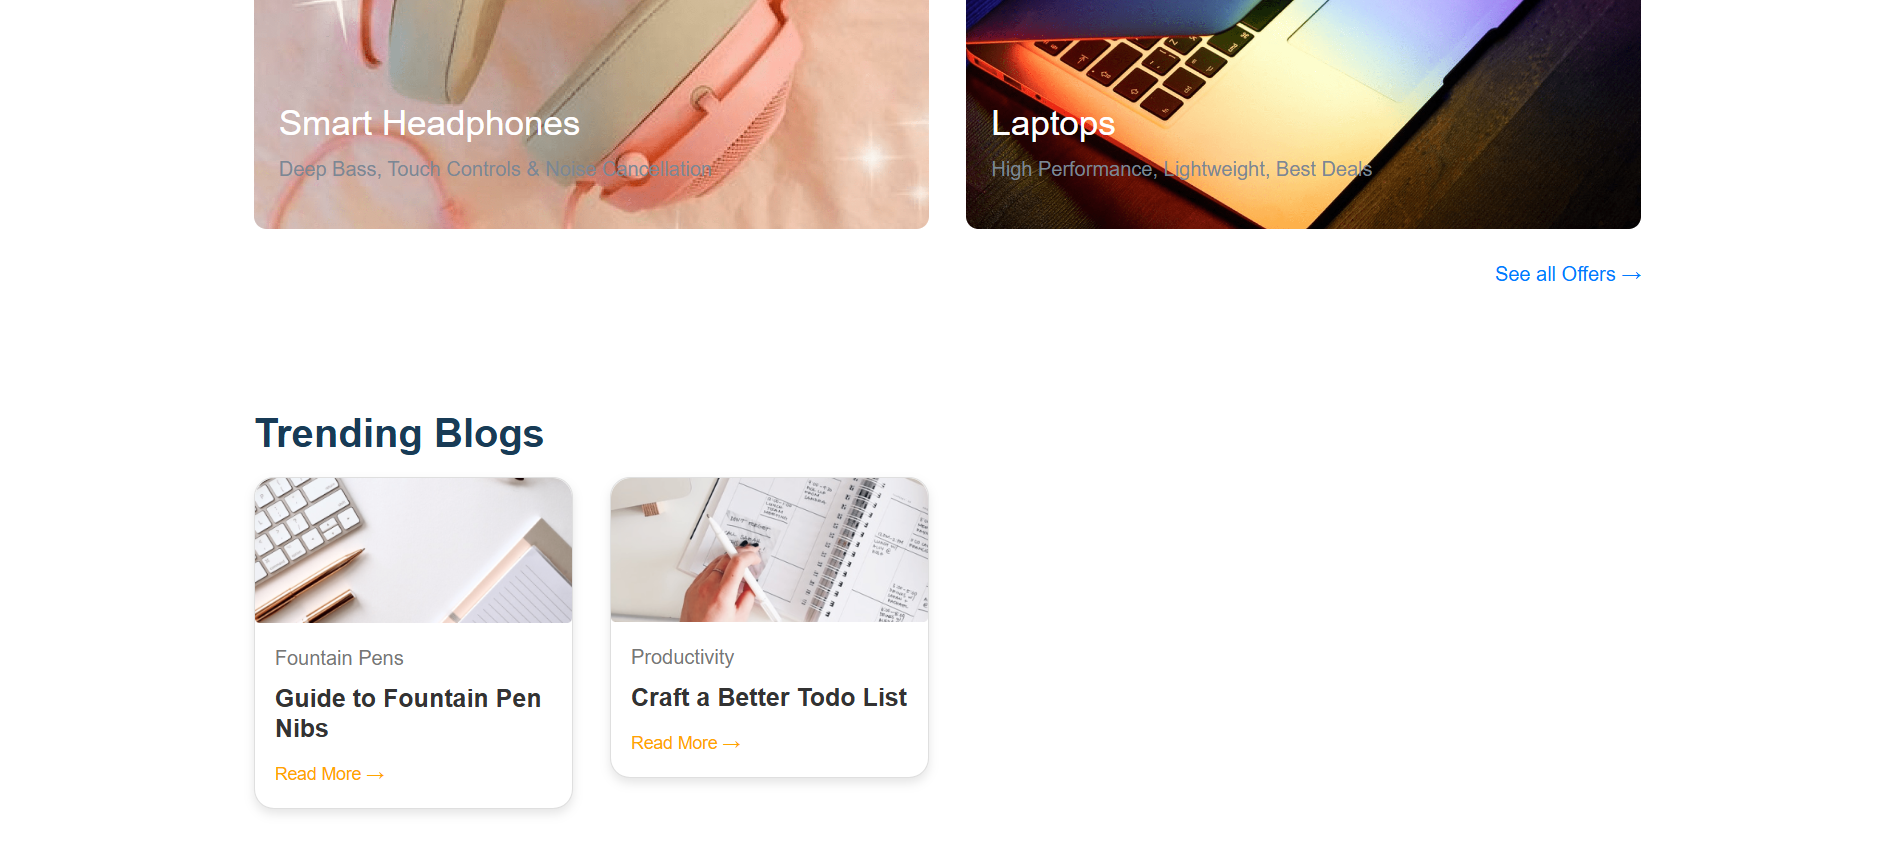 Smart Headphones
Deep Bass, Touch Controls & Noise Cancellation
Laptops
High Performance, Lightweight, Best Deals
See all Offers →
Trending Blogs
Fountain Pens
Guide to Fountain Pen
Nibs
Read More →
Productivity
Craft a Better Todo List
Read More →